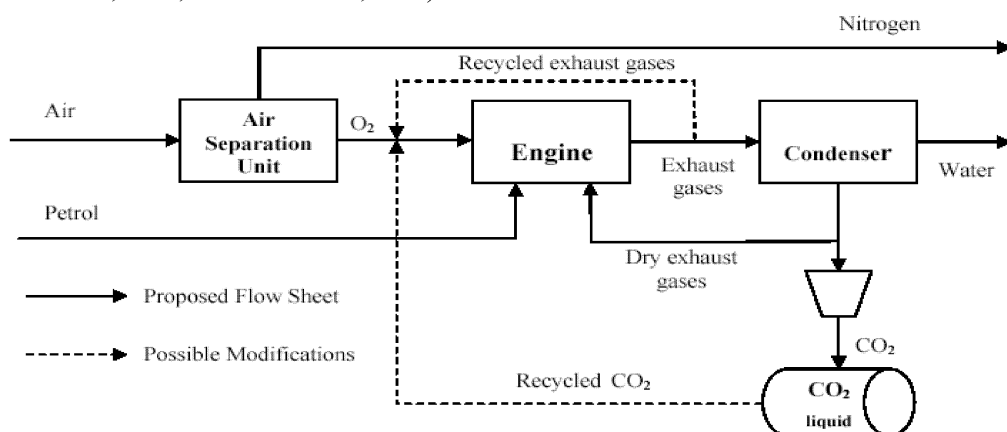 Nitrogen
Recycled exhaust gases
Air
Air
Separation
Unit
O₂
Engine
Exhaust
gases
Condenser
Water
Petrol
Dry exhaust
gases
Proposed Flow Sheet
Possible Modifications
CO₂
Recycled CO₂
CO₂
liquid